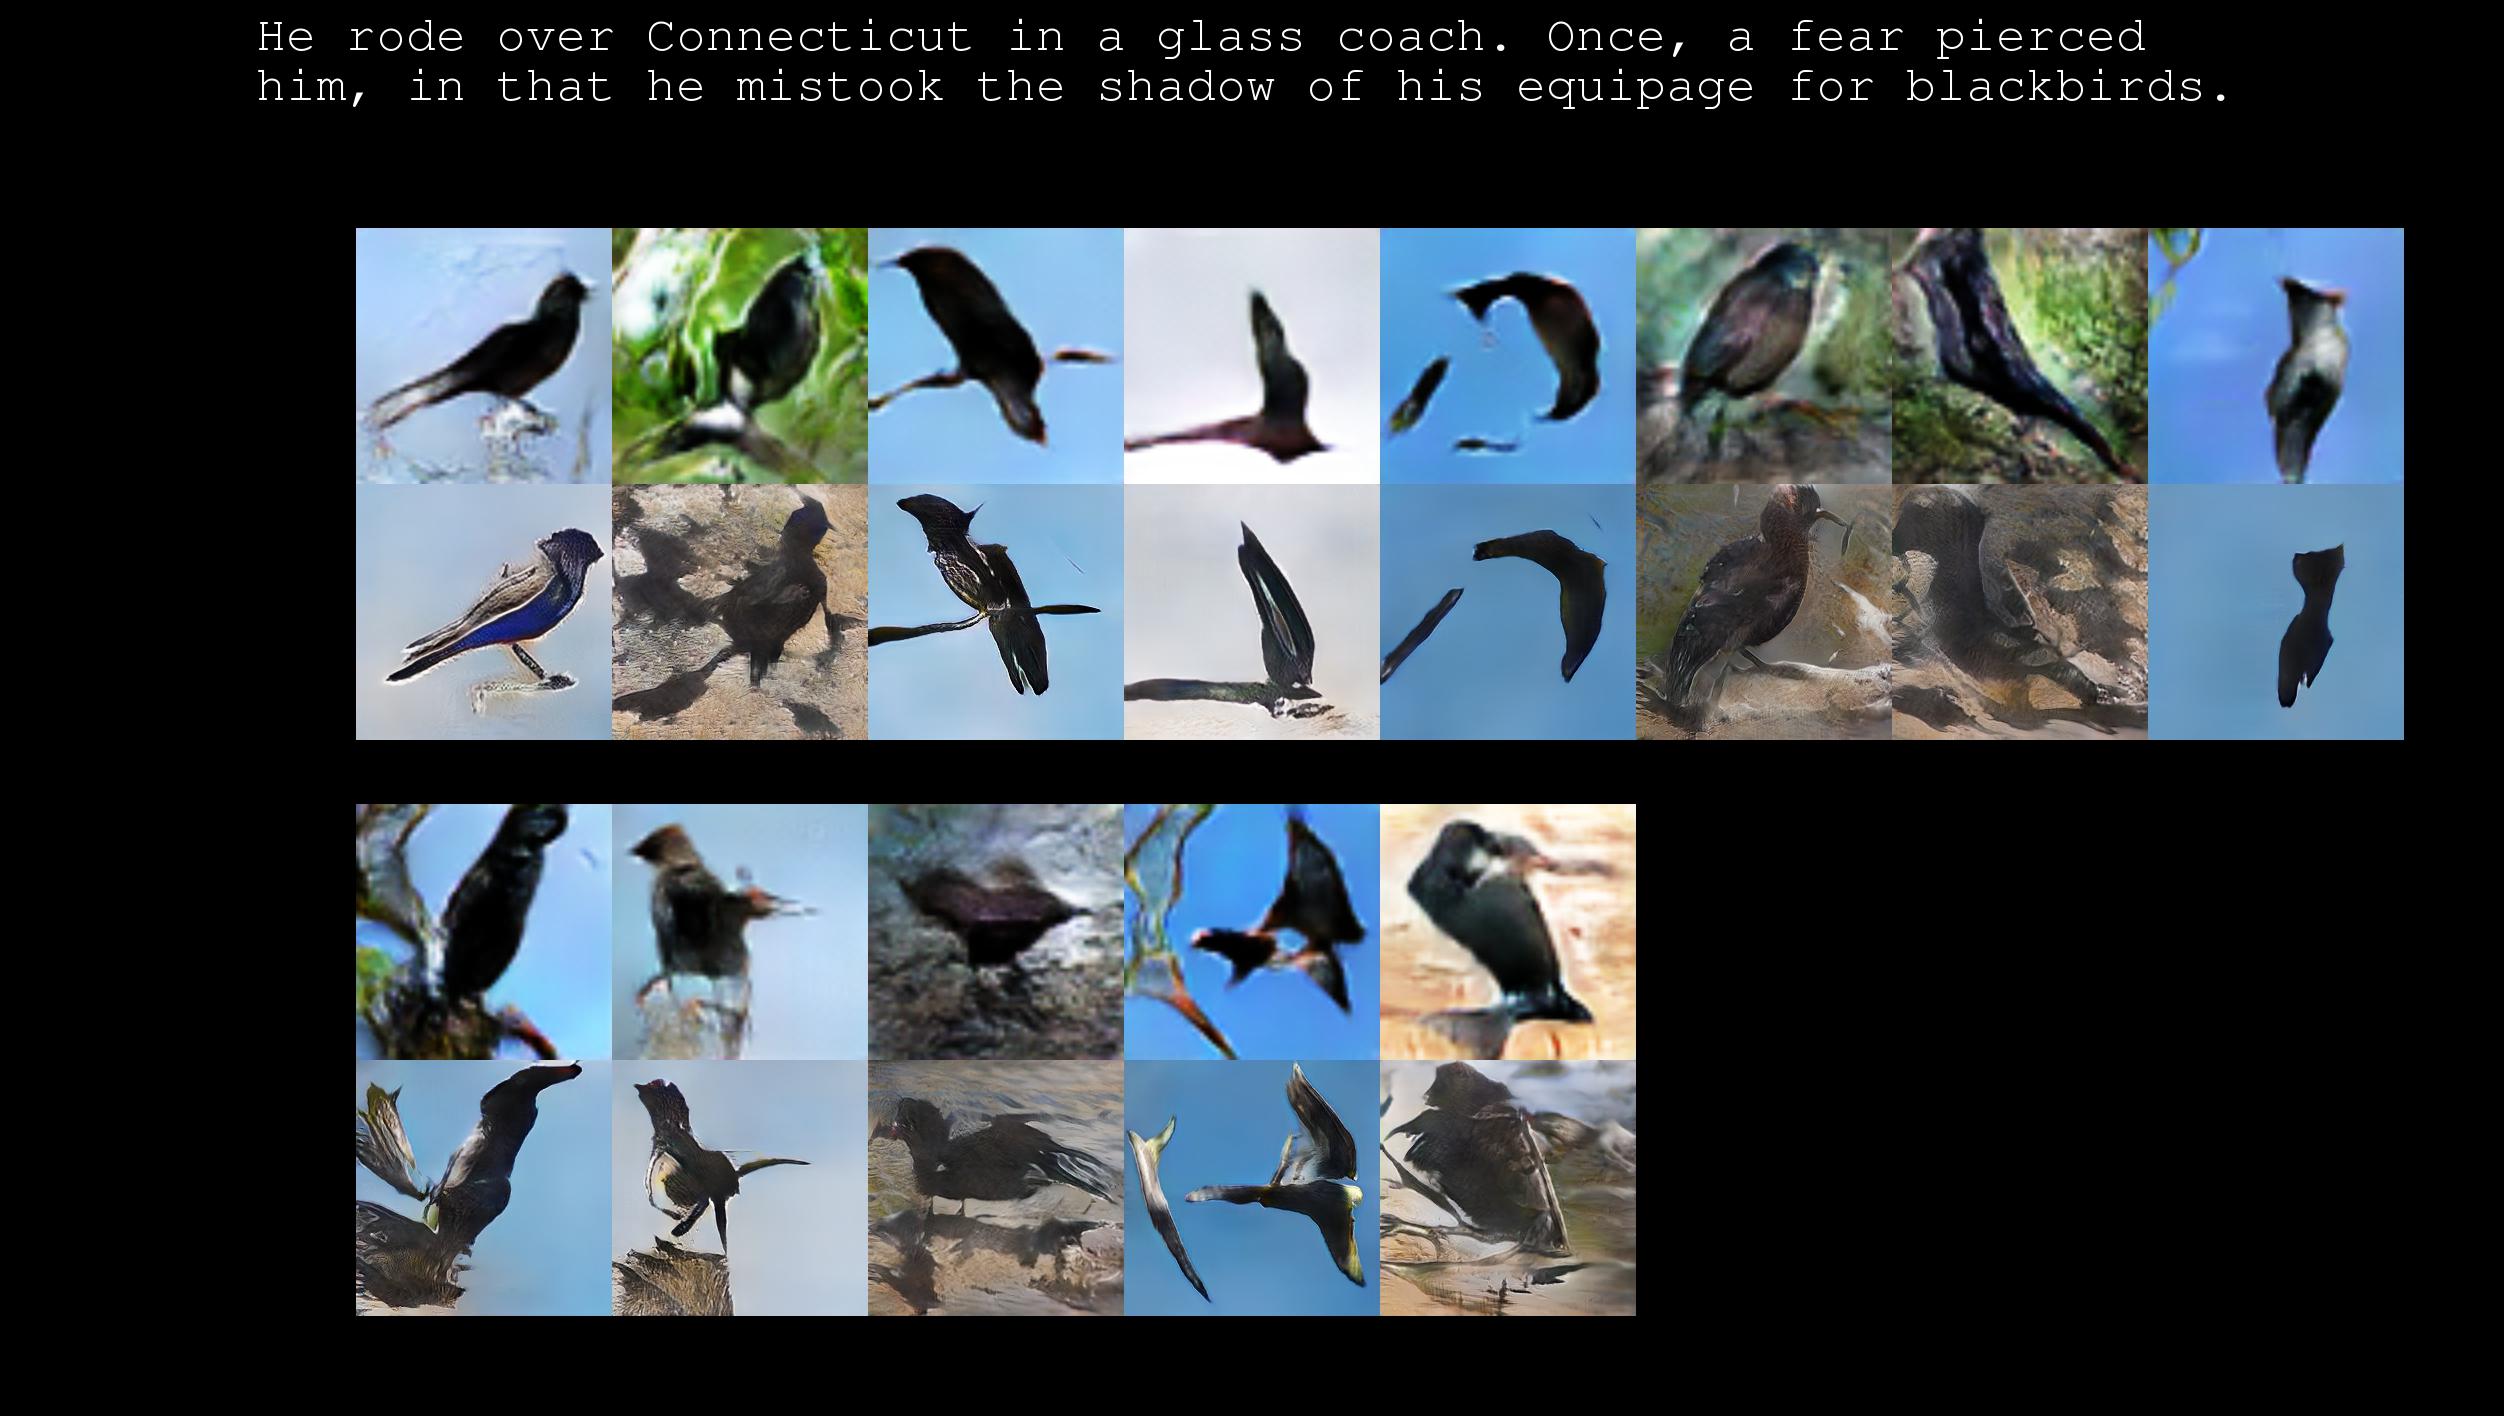 He rode over Connecticut in a glass coach. Once, a fear pierced
him, in that he mistook the shadow of his equipage for blackbirds.